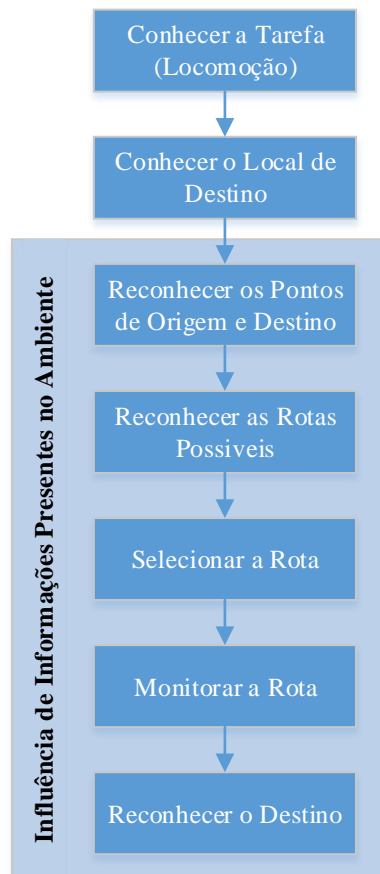 Conhecer a Tarefa
(Locomoção)
Conhecer o Local de
Destino
Influência de Informações Presentes no Ambiente
Reconhecer os Pontos
de Origem e Destino
Reconhecer as Rotas
Possiveis
Selecionar a Rota
Monitorar a Rota
Reconhecer o Destino